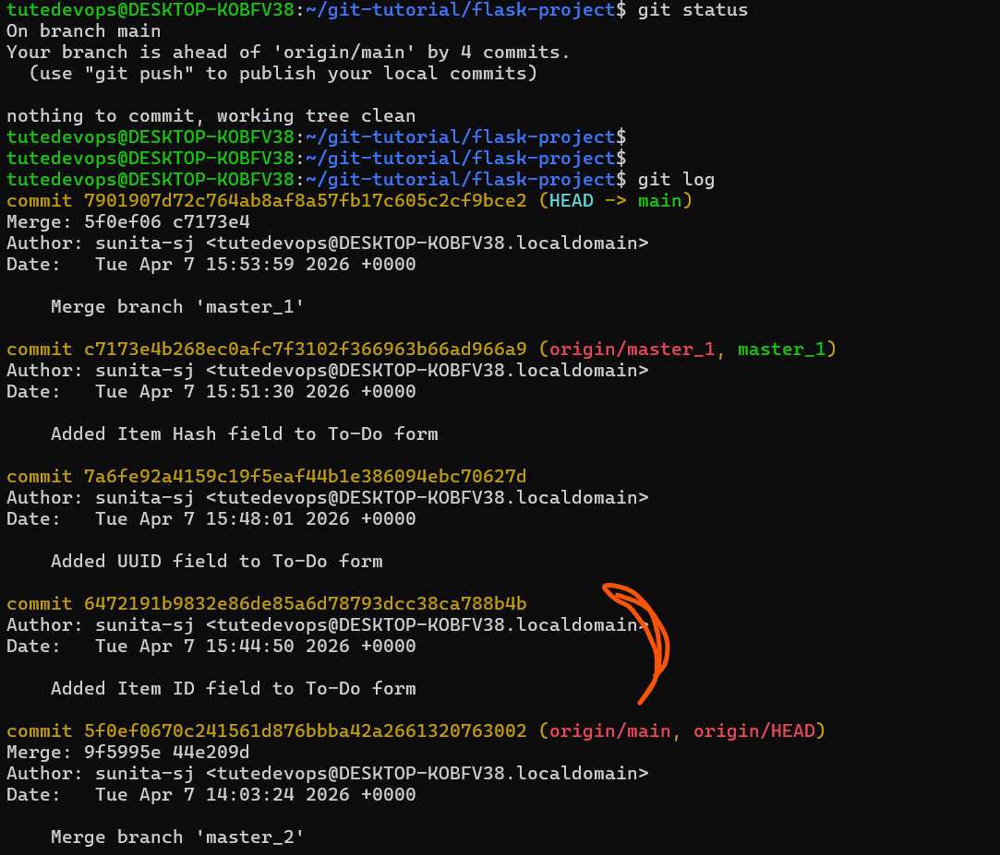 tutedevops@DESKTOP-KOBFV38:~/git-tutorial/flask-project$ git status
On branch main
Your branch is ahead of 'origin/main' by 4 commits.
  (use "git push" to publish your local commits)

nothing to commit, working tree clean
tutedevops@DESKTOP-KOBFV38:~/git-tutorial/flask-project$
tutedevops@DESKTOP-KOBFV38:~/git-tutorial/flask-project$
tutedevops@DESKTOP-KOBFV38:~/git-tutorial/flask-project$ git log
commit 7901907d72c764ab8af8a57fb17c605c2cf9bce2 (HEAD -> main)
Merge: 5f0ef06 c7173e4
Author: sunita-sj <tutedevops@DESKTOP-KOBFV38.localdomain>
Date:   Tue Apr 7 15:53:59 2026 +0000

    Merge branch 'master_1'

commit c7173e4b268ec0afc7f3102f366963b66ad966a9 (origin/master_1, master_1)
Author: sunita-sj <tutedevops@DESKTOP-KOBFV38.localdomain>
Date:   Tue Apr 7 15:51:30 2026 +0000

    Added Item Hash field to To-Do form

commit 7a6fe92a4159c19f5eaf44b1e386094ebc70627d
Author: sunita-sj <tutedevops@DESKTOP-KOBFV38.localdomain>
Date:   Tue Apr 7 15:48:01 2026 +0000

    Added UUID field to To-Do form

commit 6472191b9832e86de85a6d78793dcc38ca788b4b
Author: sunita-sj <tutedevops@DESKTOP-KOBFV38.localdomain>
Date:   Tue Apr 7 15:44:50 2026 +0000

    Added Item ID field to To-Do form

commit 5f0ef0670c241561d876bbba42a2661320763002 (origin/main, origin/HEAD)
Merge: 9f5995e 44e209d
Author: sunita-sj <tutedevops@DESKTOP-KOBFV38.localdomain>
Date:   Tue Apr 7 14:03:24 2026 +0000

    Merge branch 'master_2'